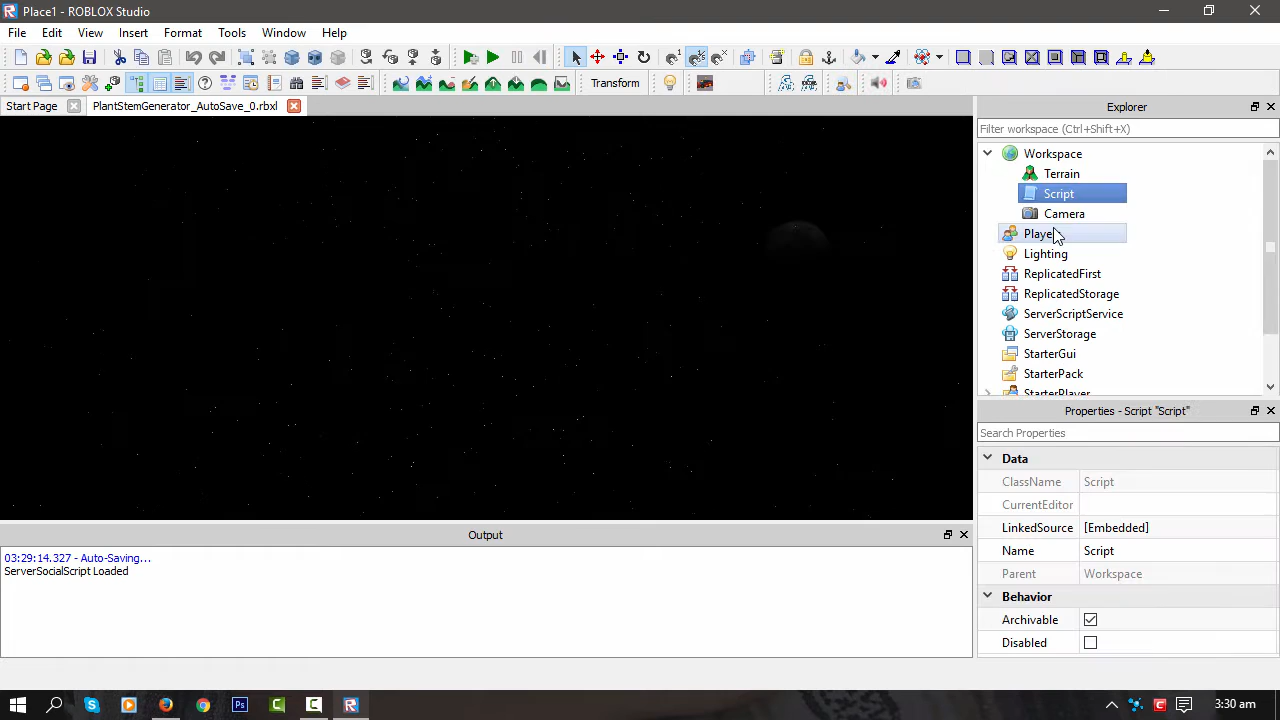 Place1 - ROBLOX Studio
File Edit View Insert Format Tools Window Help
Transform
Start Page PlantStemGenerator_AutoSave_0.rbxl
Explorer
Filter workspace (Ctrl+Shift+X)
Workspace
Terrain
Script
Camera
Playe
Lighting
ReplicatedFirst
ReplicatedStorage
ServerScriptService
ServerStorage
StarterGui
StarterPack
StarterPlayer
Properties - Script "Script"
Search Properties
Data
ClassName Script
CurrentEditor
LinkedSource [Embedded]
Name Script
Parent Workspace
Behavior
Archivable
Disabled
Output
03:29:14.327 - Auto-Saving...
ServerSocialScript Loaded
3:30 am